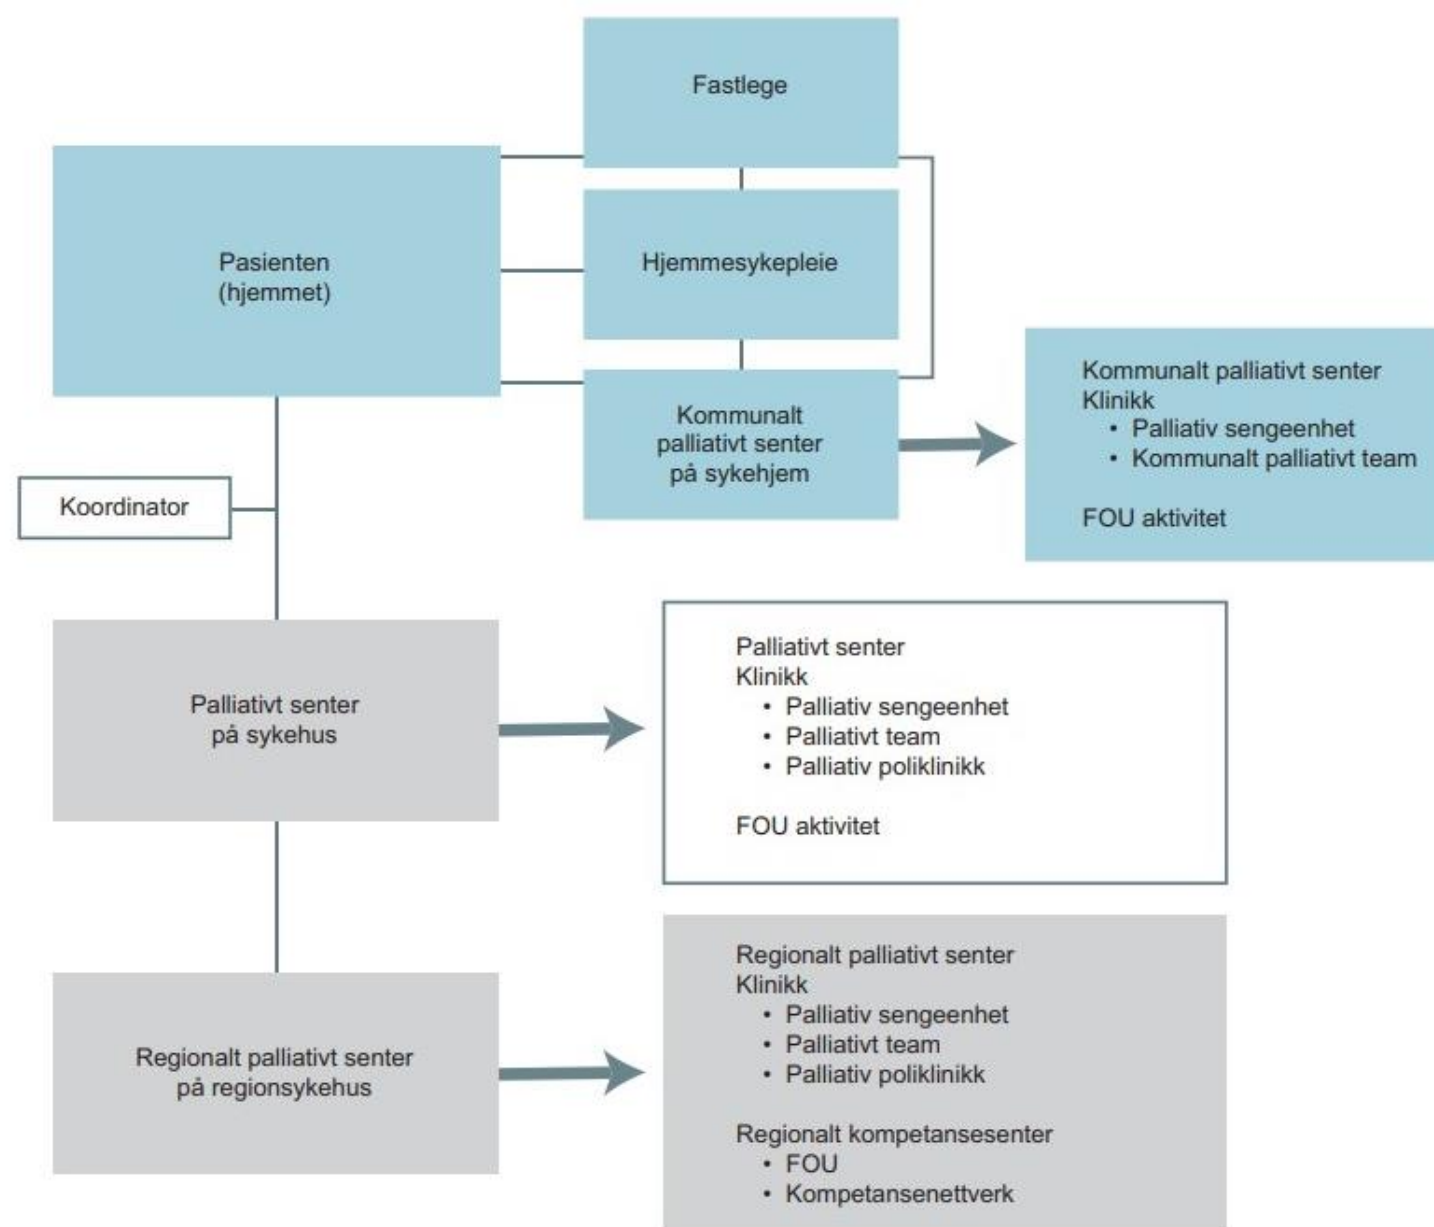 Fastlege
Pasienten
(hjemmet)
Hjemmesykepleie
Kommunalt
palliativt senter
på sykehjem
Kommunalt palliativt senter
Klinikk
• Palliativ sengeenhet
• Kommunalt palliativt team
FOU aktivitet
Koordinator
Palliativt senter
på sykehus
Palliativt senter
Klinikk
• Palliativ sengeenhet
• Palliativt team
• Palliativ poliklinikk
FOU aktivitet
Regionalt palliativt senter
på regionsykehus
Regionalt palliativt senter
Klinikk
• Palliativ sengeenhet
• Palliativt team
• Palliativ poliklinikk
Regionalt kompetansesenter
• FOU
• Kompetansenettverk